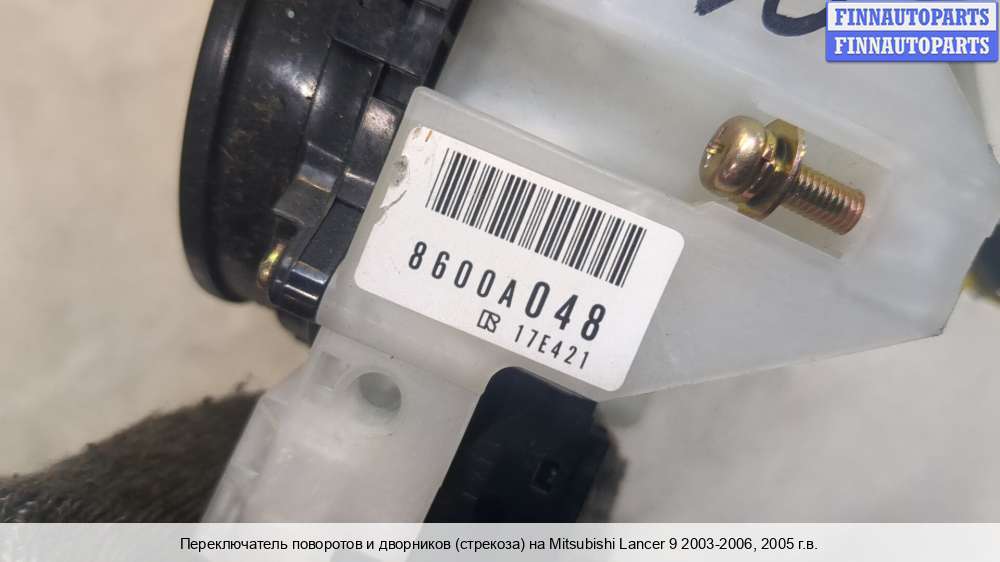 FINNAUTOPARTS
FINNAUTOPARTS
8600A048
17E421
Переключатель поворотов и дворников (стрекоза) на Mitsubishi Lancer 9 2003-2006, 2005 г.в.